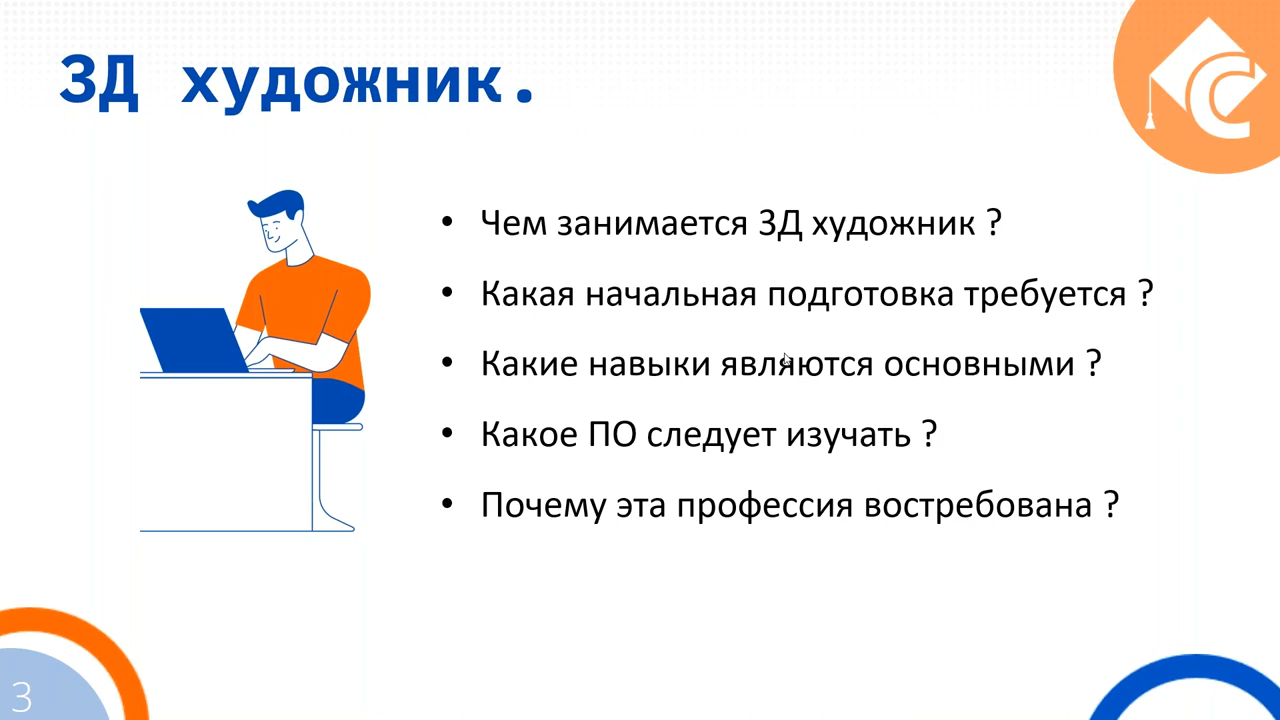 3Д художник.
• Чем занимается 3Д художник ?
• Какая начальная подготовка требуется ?
• Какие навыки являются основными ?
• Какое ПО следует изучать ?
• Почему эта профессия востребована ?
3